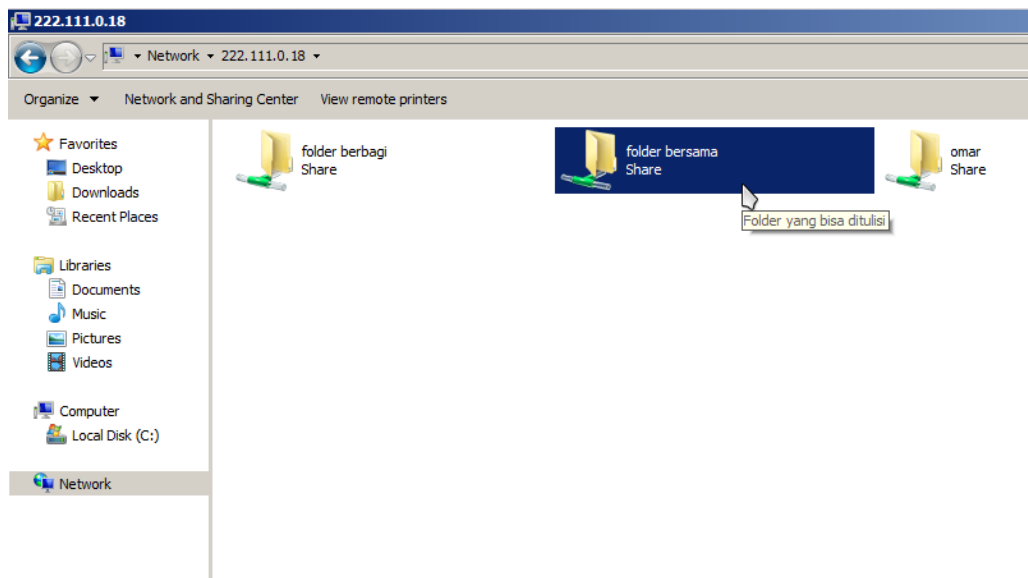 222.111.0.18
Network 222.111.0.18
Organize Network and Sharing Center View remote printers
Favorites
Desktop
Downloads
Recent Places
Libraries
Documents
Music
Pictures
Videos
Computer
Local Disk (C:)
Network
folder berbagi
Share
folder bersama
Share
Folder yang bisa ditulisi
omar
Share